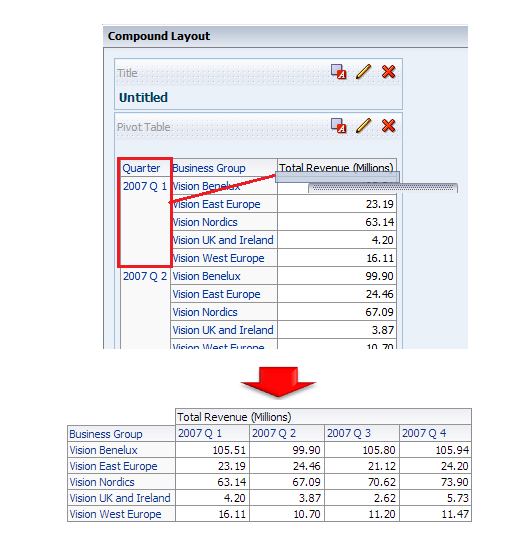 Compound Layout
Title
Untitled
Pivot Table
Quarter Business Group Total Revenue (Millions)
2007 Q 1 Vision Benelux
Vision East Europe 23.19
Vision Nordics 63.14
Vision UK and Ireland 4.20
Vision West Europe 16.11
2007 Q 2 Vision Benelux 99.90
Vision East Europe 24.46
Vision Nordics 67.09
Vision UK and Ireland 3.87
Vision West Europe 10.70
Total Revenue (Millions)
Business Group 2007 Q 1 2007 Q 2 2007 Q 3 2007 Q 4
Vision Benelux 105.51 99.90 105.80 105.94
Vision East Europe 23.19 24.46 21.12 24.20
Vision Nordics 63.14 67.09 70.62 73.90
Vision UK and Ireland 4.20 3.87 2.62 5.73
Vision West Europe 16.11 10.70 11.20 11.47